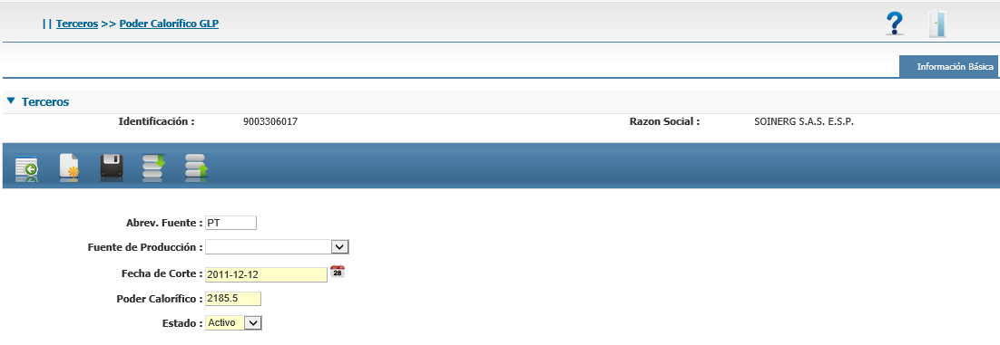 || Terceros >> Poder Calorífico GLP
Información Básica
Terceros
Identificación : 9003306017 Razon Social : SOINERG S.A.S. E.S.P.
Abrev. Fuente : PT
Fuente de Producción :
Fecha de Corte : 2011-12-12 28
Poder Calorífico : 2185.5
Estado : Activo